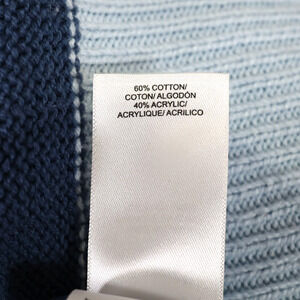 60% COTTON/
COTON/ ALGODÓN
40% ACRYLIC/
ACRYLIQUE/ ACRILICO